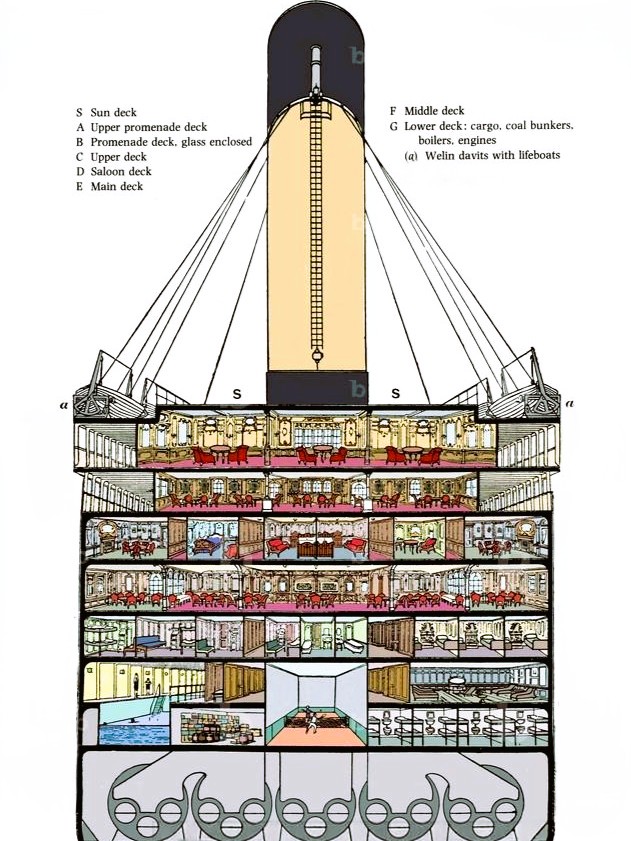 S Sun deck
A Upper promenade deck
B Promenade deck, glass enclosed
C Upper deck
D Saloon deck
E Main deck
F Middle deck
G Lower deck: cargo, coal bunkers,
boilers, engines
(a) Welin davits with lifeboats
S S
a a